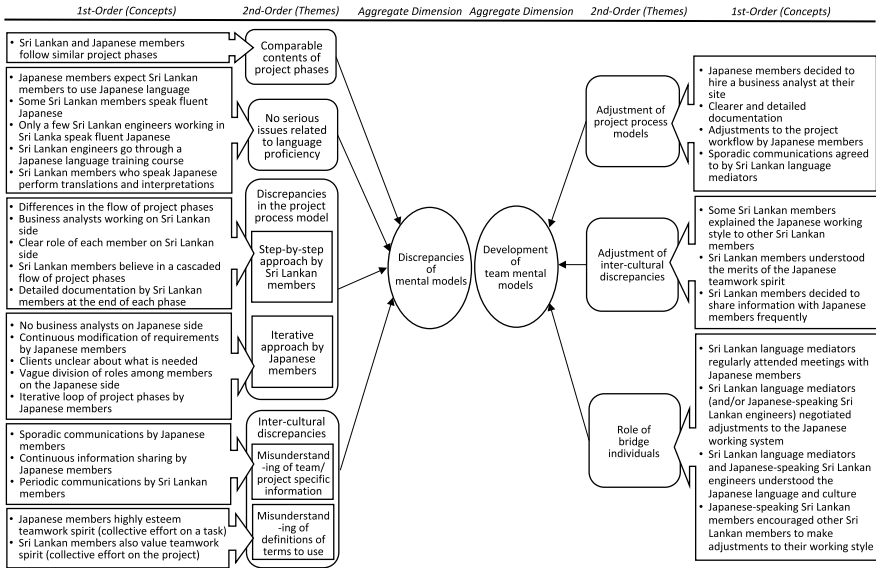 1st-Order (Concepts)
2nd-Order (Themes)
Aggregate Dimension
Aggregate Dimension
2nd-Order (Themes)
1st-Order (Concepts)
• Sri Lankan and Japanese members
follow similar project phases
Comparable
contents of
project phases
• Japanese members expect Sri Lankan
members to use Japanese language
• Some Sri Lankan members speak fluent
Japanese
• Only a few Sri Lankan engineers working in
Sri Lanka speak fluent Japanese
• Sri Lankan engineers go through a
Japanese language training course
• Sri Lankan members who speak Japanese
perform translations and interpretations
No serious
issues related
to language
proficiency
• Differences in the flow of project phases
• Business analysts working on Sri Lankan
side
• Clear role of each member on Sri Lankan
side
• Sri Lankan members believe in a cascaded
flow of project phases
• Detailed documentation by Sri Lankan
members at the end of each phase
Discrepancies
in the project
process model
Step-by-step
approach by
Sri Lankan
members
• No business analysts on Japanese side
• Continuous modification of requirements
by Japanese members
• Clients unclear about what is needed
• Vague division of roles among members
on the Japanese side
• Iterative loop of project phases by
Japanese members
Iterative
approach by
Japanese
members
• Sporadic communications by Japanese
members
• Continuous information sharing by
Japanese members
• Periodic communications by Sri Lankan
members
Inter-cultural
discrepancies
Misunderstand
-ing of team/
project specific
information
• Japanese members highly esteem
teamwork spirit (collective effort on a task)
• Sri Lankan members also value teamwork
spirit (collective effort on the project)
Misunderstand
-ing of
definitions of
terms to use
Discrepancies
of
mental models
Development
of
team mental
models
Adjustment of
project process
models
• Japanese members decided to
hire a business analyst at their
site
• Clearer and detailed
documentation
• Adjustments to the project
workflow by Japanese members
• Sporadic communications agreed
to by Sri Lankan language
mediators
Adjustment of
inter-cultural
discrepancies
• Some Sri Lankan members
explained the Japanese working
style to other Sri Lankan
members
• Sri Lankan members understood
the merits of the Japanese
teamwork spirit
• Sri Lankan members decided to
share information with Japanese
members frequently
Role of
bridge
individuals
• Sri Lankan language mediators
regularly attended meetings with
Japanese members
• Sri Lankan language mediators
(and/or Japanese-speaking Sri
Lankan engineers) negotiated
adjustments to the Japanese
working system
• Sri Lankan language mediators
and Japanese-speaking Sri Lankan
engineers understood the
Japanese language and culture
• Japanese-speaking Sri Lankan
members encouraged other Sri
Lankan members to make
adjustments to their working style